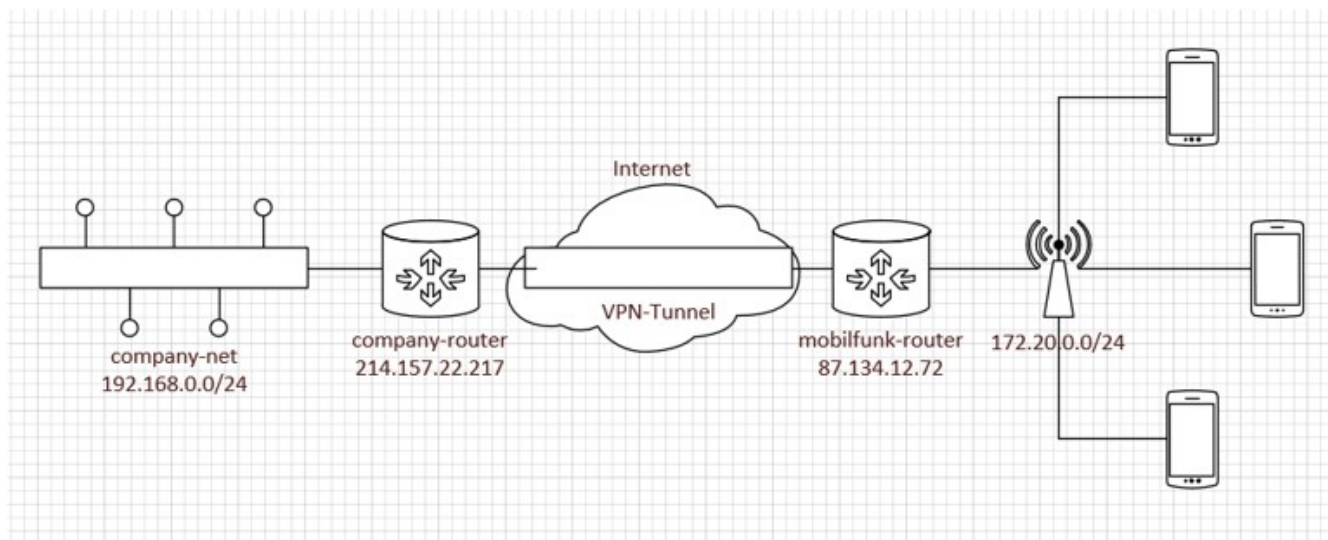 Internet
VPN-Tunnel
company-net
192.168.0.0/24
company-router
214.157.22.217
mobilfunk-router
87.134.12.72
172.20.0.0/24